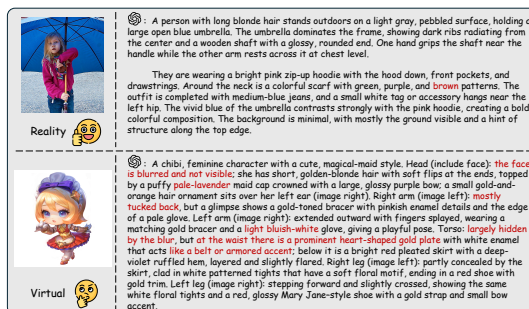 : A person with long blonde hair stands outdoors on a light gray, pebbled surface, holding a
large open blue umbrella. The umbrella dominates the frame, showing dark ribs radiating from
the center and a wooden shaft with a glossy, rounded end. One hand grips the shaft near the
handle while the other arm rests across it at chest level.
They are wearing a bright pink zip-up hoodie with the hood down, front pockets, and
drawstrings. Around the neck is a colorful scarf with green, purple, and brown patterns. The
outfit is completed with medium-blue jeans, and a small white tag or accessory hangs near the
left hip. The vivid blue of the umbrella contrasts strongly with the pink hoodie, creating a bold,
colorful composition. The background is minimal, with mostly the ground visible and a hint of
structure along the top edge.
Reality
: A chibi, feminine character with a cute, magical-maid style. Head (include face): the face
is blurred and not visible; she has short, golden-blonde hair with soft flips at the ends, topped
by a puffy pale-lavender maid cap crowned with a large, glossy purple bow; a small gold-and-
orange hair ornament sits over her left ear (image right). Right arm (image left): mostly
tucked back, but a glimpse shows a gold-toned bracer with pinkish enamel details and the edge
of a pale glove. Left arm (image right): extended outward with fingers splayed, wearing a
matching gold bracer and a light bluish-white glove, giving a playful pose. Torso: largely hidden
by the blur, but at the waist there is a prominent heart-shaped gold plate with white enamel
that acts like a belt or armored accent; below it is a bright red pleated skirt with a deep-
violet ruffled hem, layered and slightly flared. Right leg (image left): partly concealed by the
skirt, clad in white patterned tights that have a soft floral motif, ending in a red shoe with
gold trim. Left leg (image right): stepping forward and slightly crossed, showing the same
white floral tights and a red, glossy Mary Jane-style shoe with a gold strap and small bow
accent.
Virtual